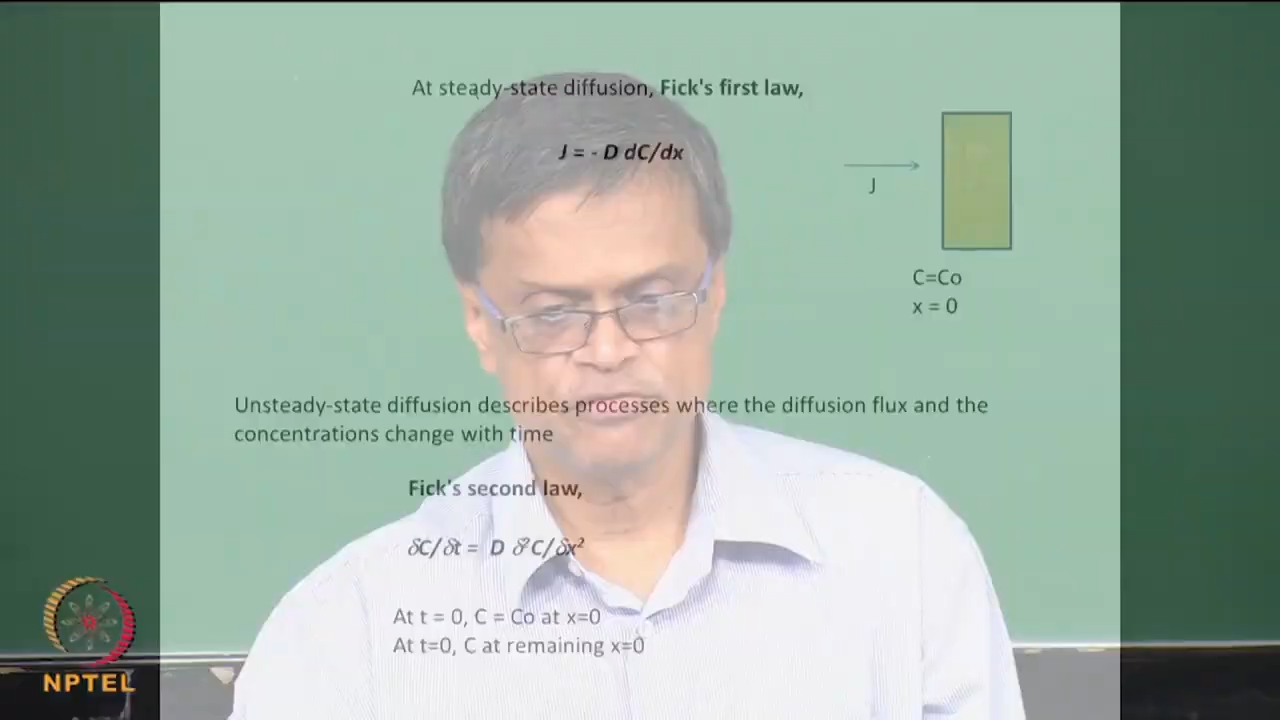 At steady-state diffusion, Fick's first law,
J = - D dC/dx
J
C=Co
x = 0
Unsteady-state diffusion describes processes where the diffusion flux and the
concentrations change with time
Fick's second law,
δC/δt = D δ²C/δx²
At t = 0, C = Co at x=0
At t=0, C at remaining x=0
NPTEL